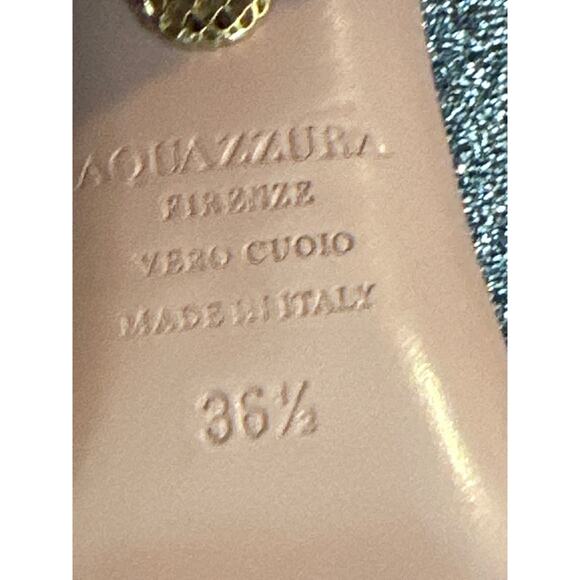 AQUAZZURA
FIRENZE
VERO CUOIO
MADE IN ITALY
36½